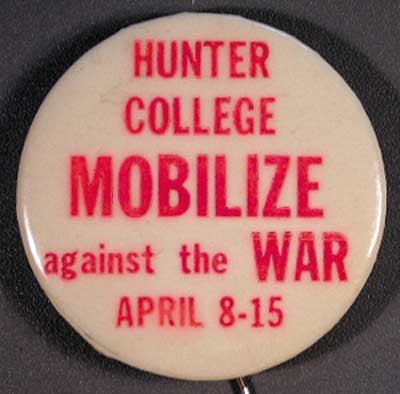 HUNTER
COLLEGE
MOBILIZE
against the WAR
APRIL 8-15